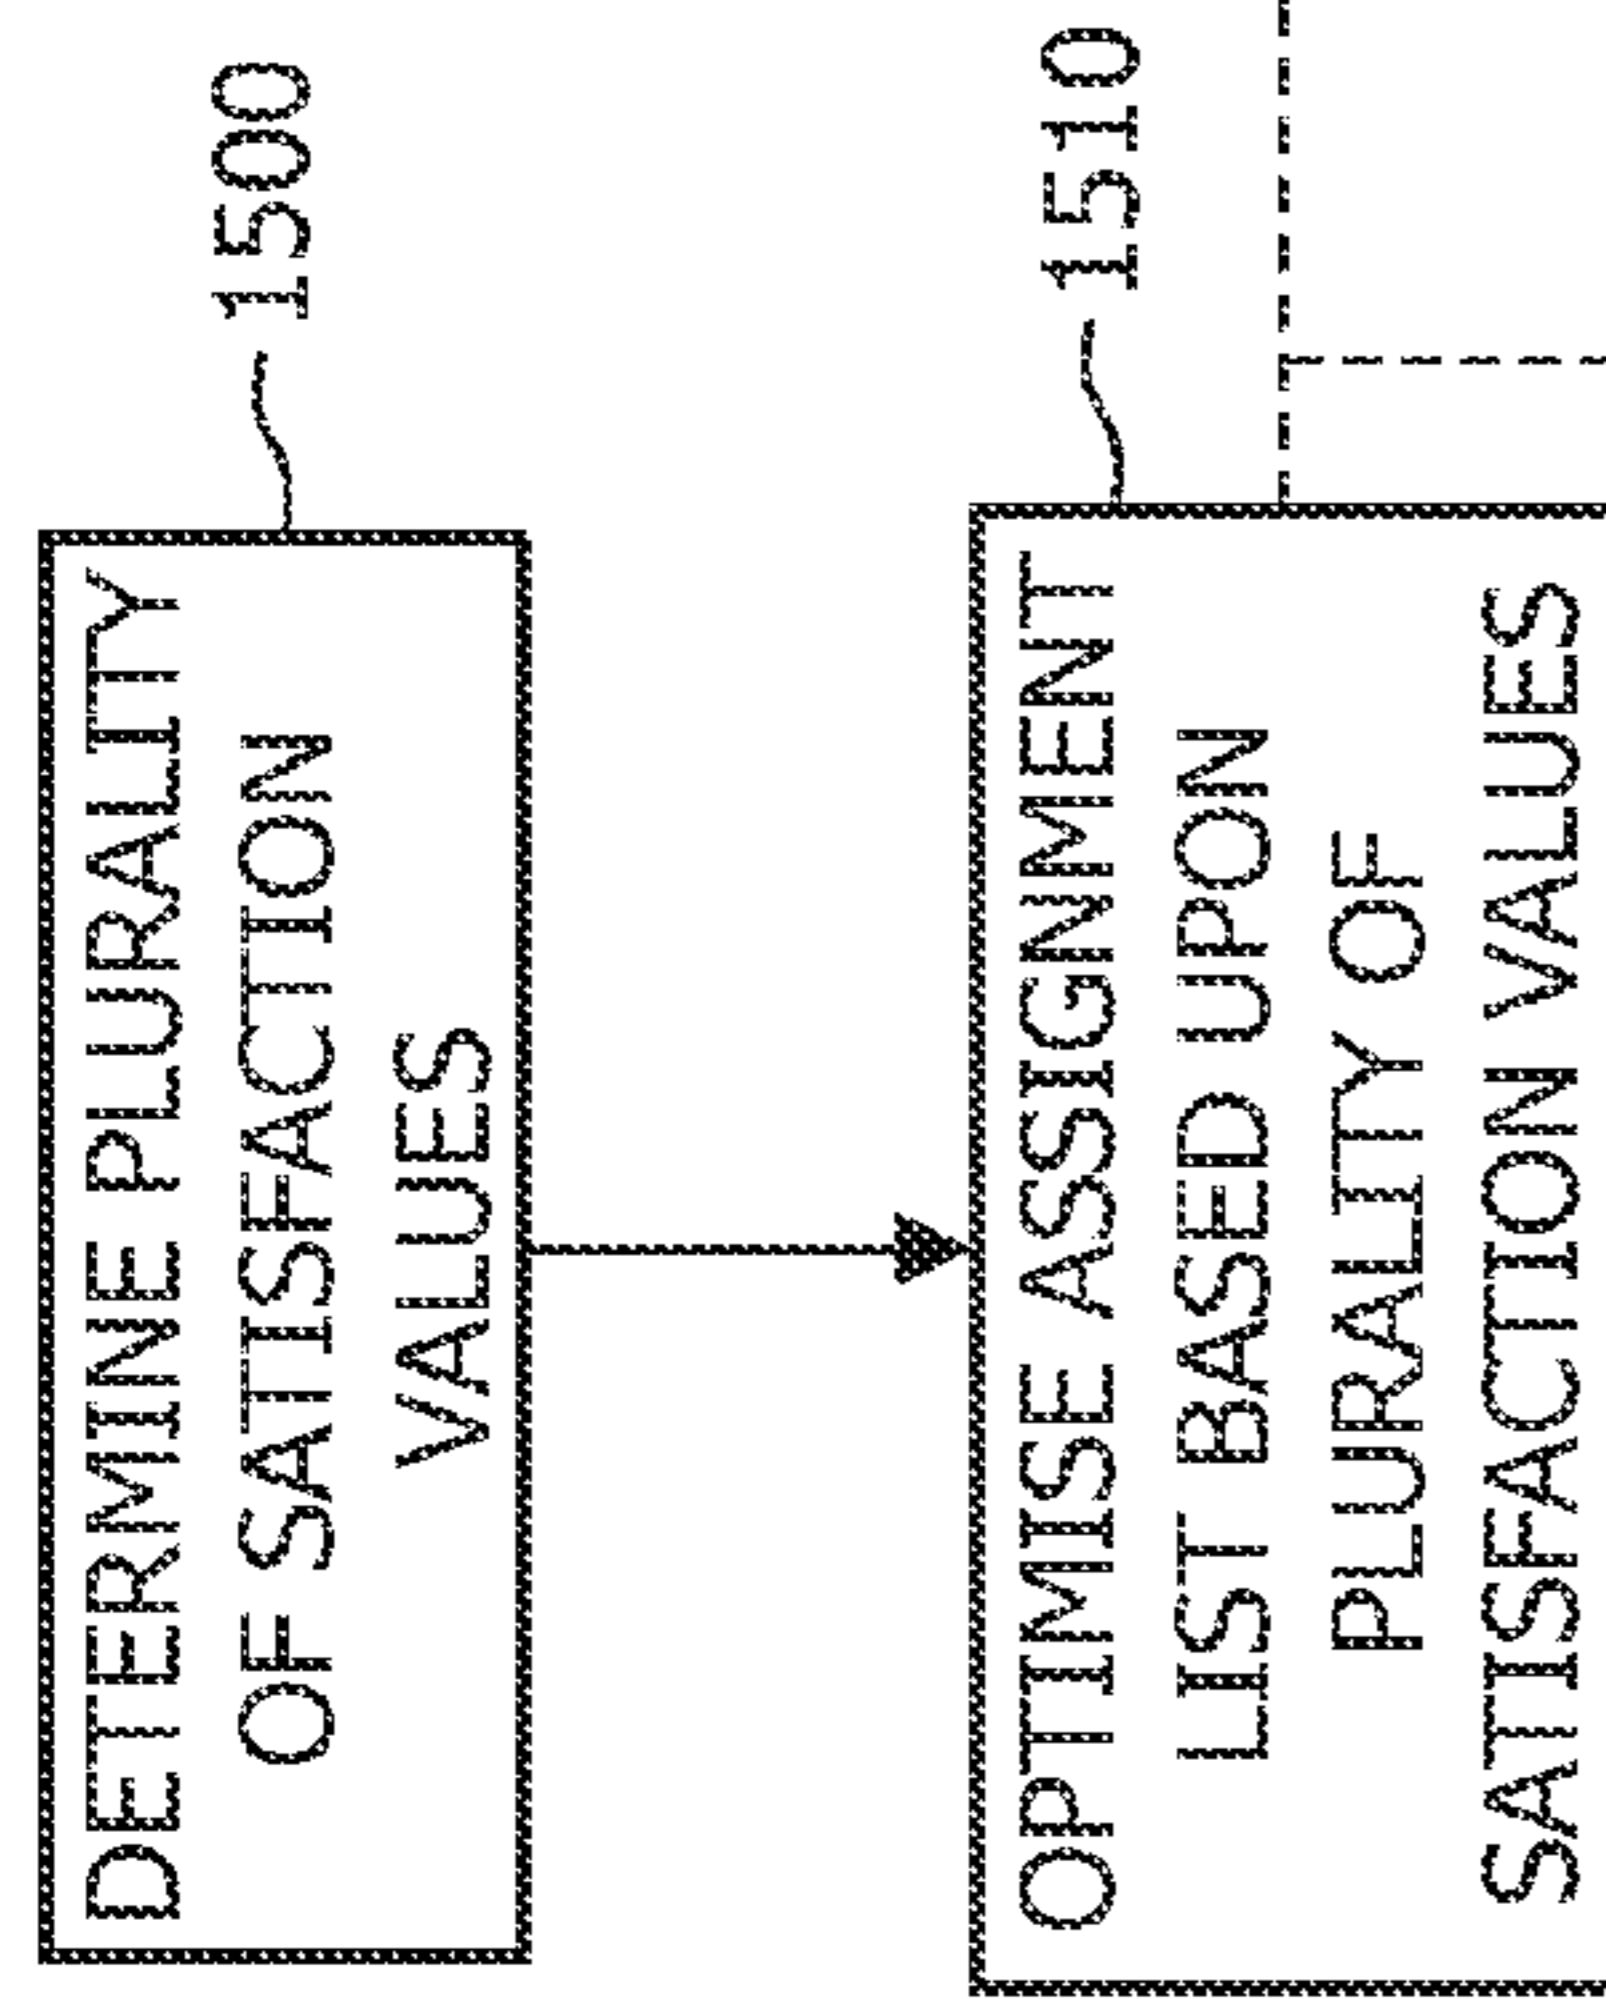 DETERMINE PLURALITY
OF SATISFACTION
VALUES
1500
OPTIMISE ASSIGNMENT
LIST BASED UPON
PLURALITY OF
SATISFACTION VALUES
1510